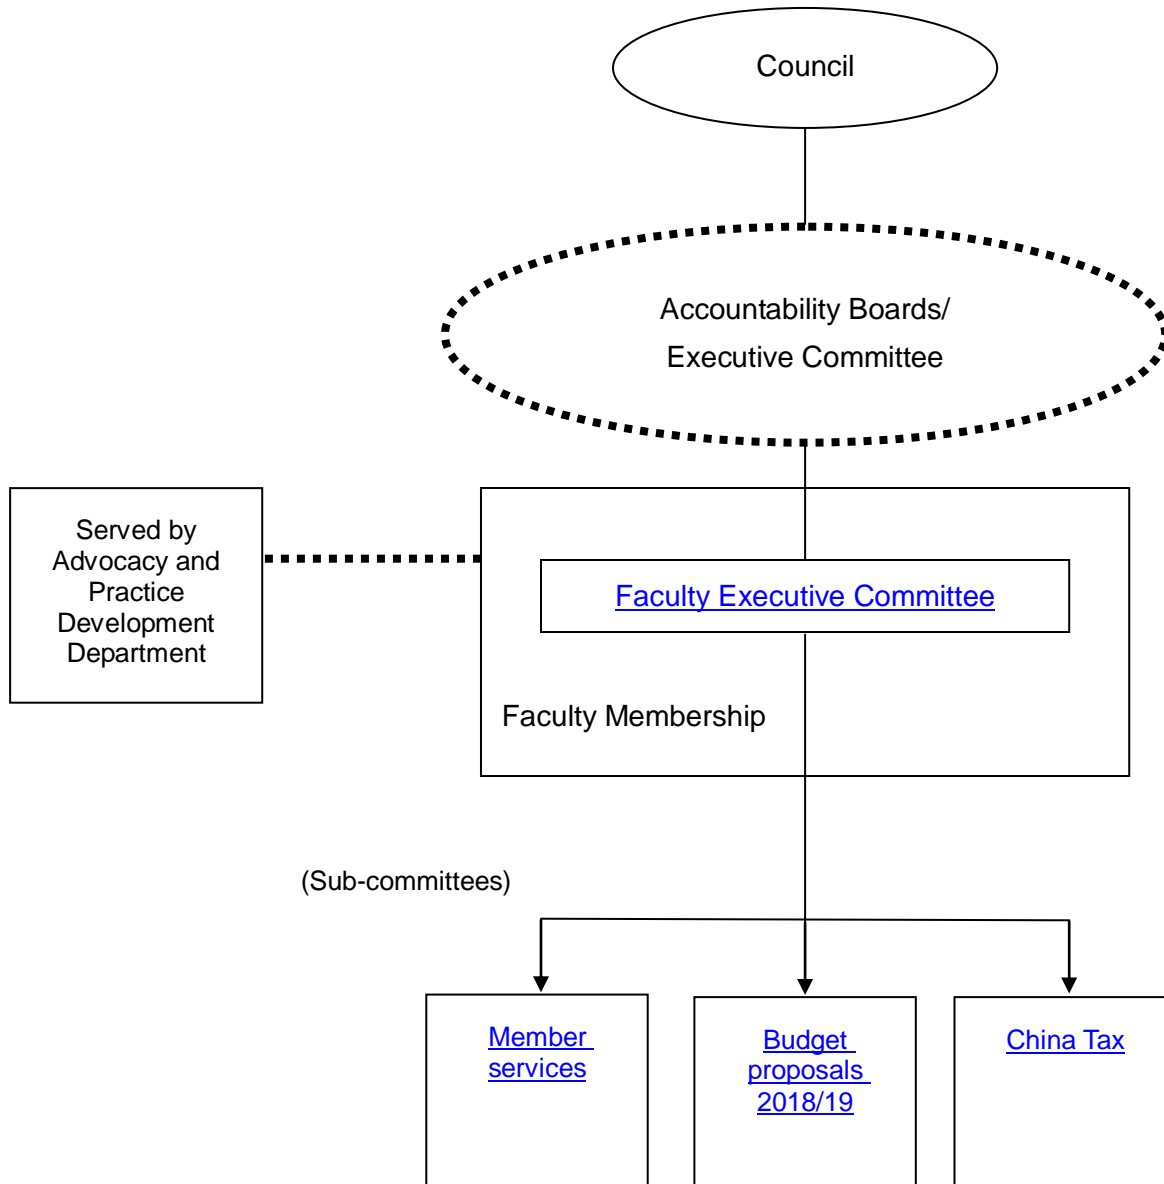 Council
Accountability Boards/
Executive Committee
Served by
Advocacy and
Practice
Development
Department
Faculty Executive Committee
Faculty Membership
(Sub-committees)
Member
services
Budget
proposals
2018/19
China Tax